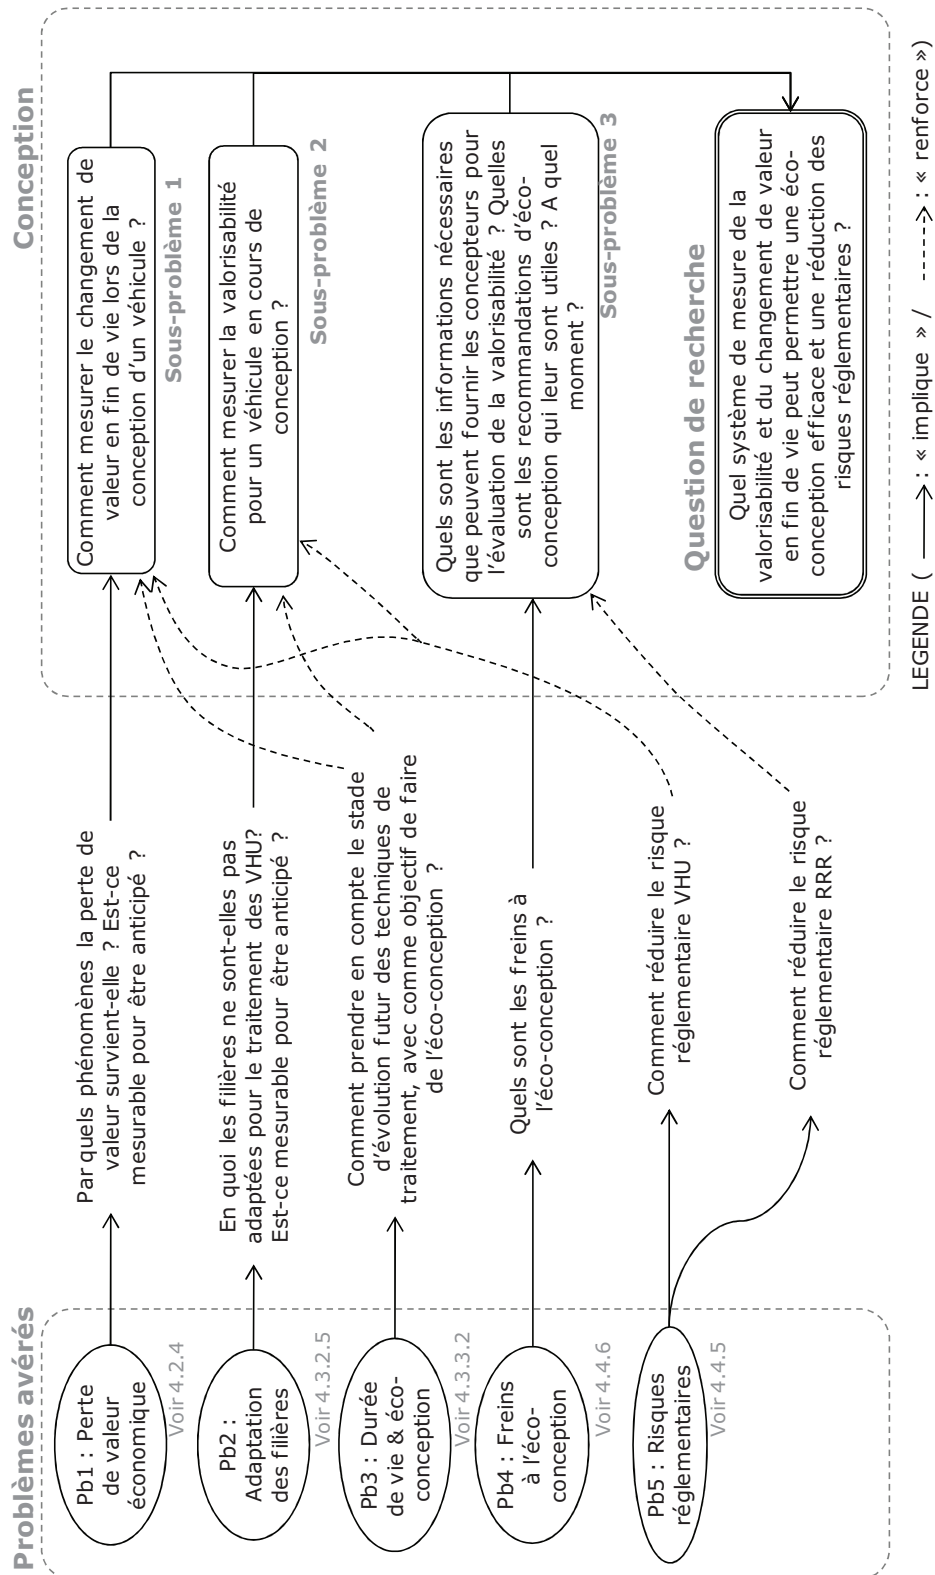 Problèmes avérés
Pb1 : Perte
de valeur
économique
Voir 4.2.4
Pb2 :
Adaptation
des filières
Voir 4.3.2.5
Pb3 : Durée
de vie & éco-
conception
Voir 4.3.3.2
Pb4 : Freins
à l'éco-
conception
Voir 4.4.6
Pb5 : Risques
réglementaires
Voir 4.4.5
Par quels phénomènes la perte de
valeur survient-elle ? Est-ce
mesurable pour être anticipé ?
En quoi les filières ne sont-elles pas
adaptées pour le traitement des VHU?
Est-ce mesurable pour être anticipé ?
Comment prendre en compte le stade
d'évolution futur des techniques de
traitement, avec comme objectif de faire
de l'éco-conception ?
Quels sont les freins à
l'éco-conception ?
Comment réduire le risque
réglementaire VHU ?
Comment réduire le risque
réglementaire RRR ?
Conception
Comment mesurer le changement de
valeur en fin de vie lors de la
conception d'un véhicule ?
Sous-problème 1
Comment mesurer la valorisabilité
pour un véhicule en cours de
conception ?
Sous-problème 2
Quels sont les informations nécessaires
que peuvent fournir les concepteurs pour
l'évaluation de la valorisabilité ? Quelles
sont les recommandations d'éco-
conception qui leur sont utiles ? A quel
moment ?
Sous-problème 3
Question de recherche
Quel système de mesure de la
valorisabilité et du changement de valeur
en fin de vie peut permettre une éco-
conception efficace et une réduction des
risques réglementaires ?
LEGENDE ( : « implique » / : « renforce »)